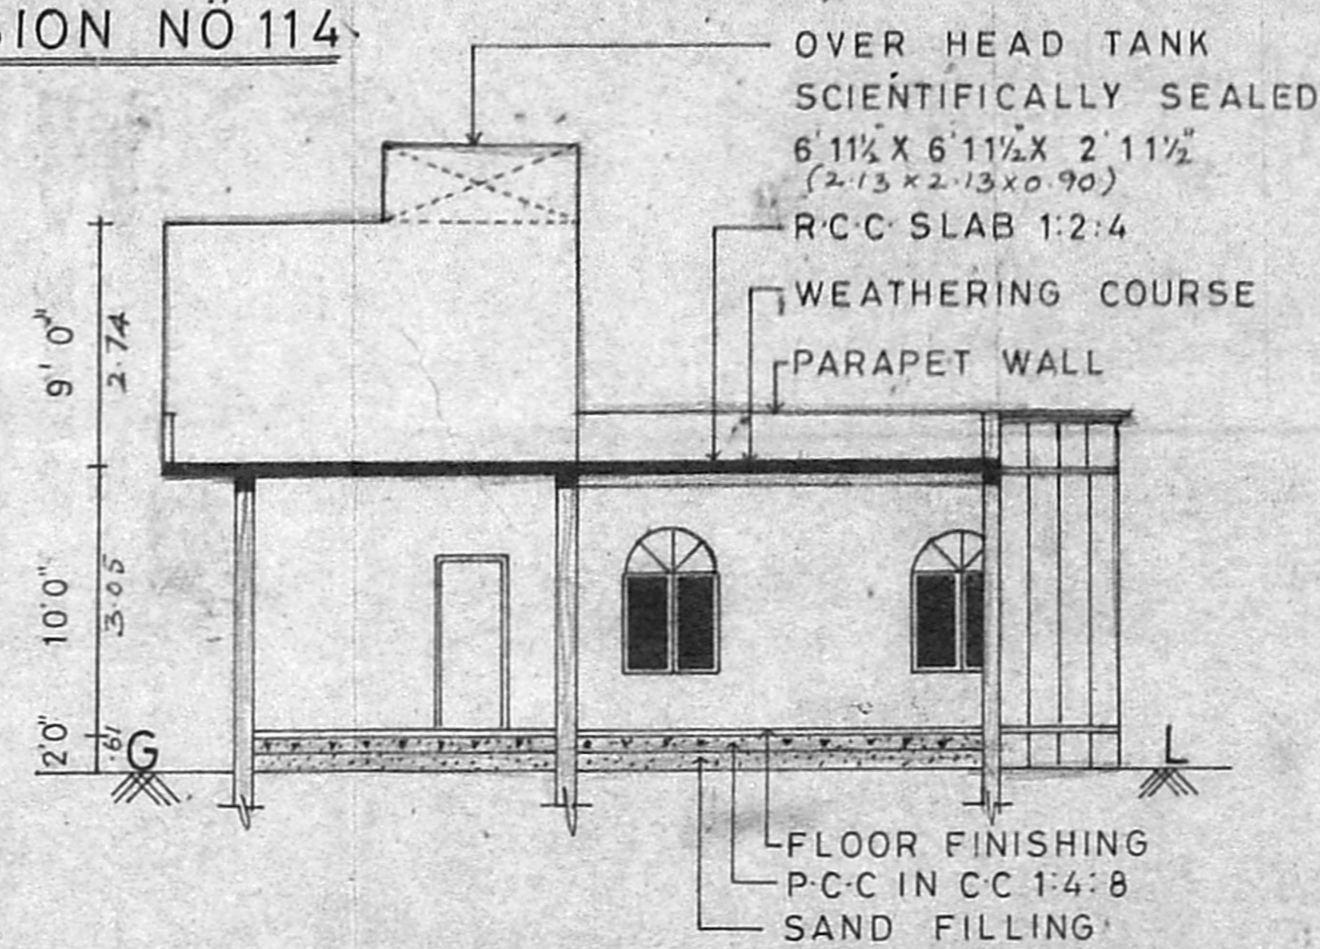 SION NO 114
OVER HEAD TANK
SCIENTIFICALLY SEALED
6' 11½" X 6' 11½" X 2' 11½"
(2.13 x 2.13 x 0.90)
R.C.C. SLAB 1:2:4
WEATHERING COURSE
PARAPET WALL
9' 0"
2.74
10' 0"
3.05
2' 0"
.61
G
L
FLOOR FINISHING
P.C.C IN C.C 1:4:8
SAND FILLING